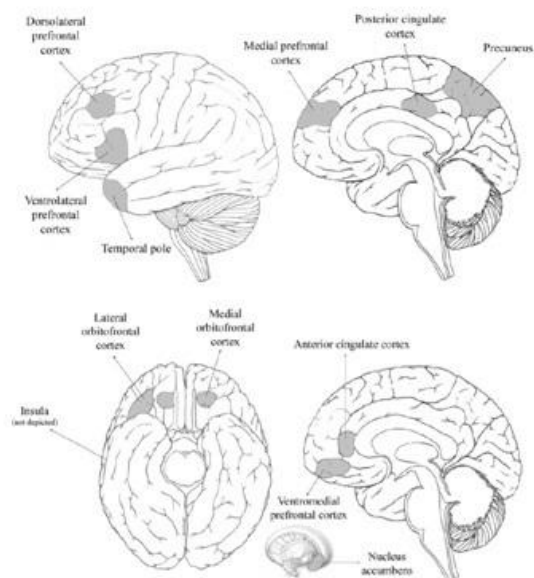 Dorsolateral
prefrontal
cortex
Ventrolateral
prefrontal
cortex
Temporal pole
Medial prefrontal
cortex
Posterior cingulate
cortex
Precuneus
Lateral
orbitofrontal
cortex
Medial
orbitofrontal
cortex
Insula
(not depicted)
Anterior cingulate cortex
Ventromedial
prefrontal cortex
Nucleus
accumbens